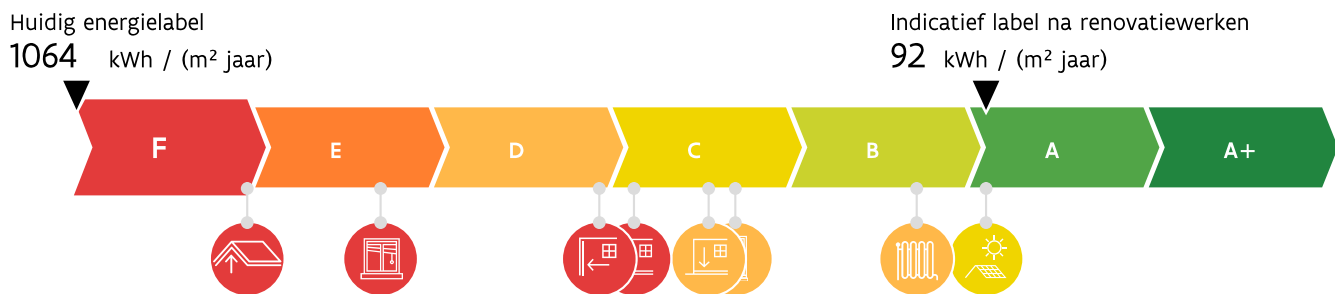 Huidig energielabel
1064 kWh / (m² jaar)
Indicatief label na renovatiewerken
92 kWh / (m² jaar)
F E D C B A A+